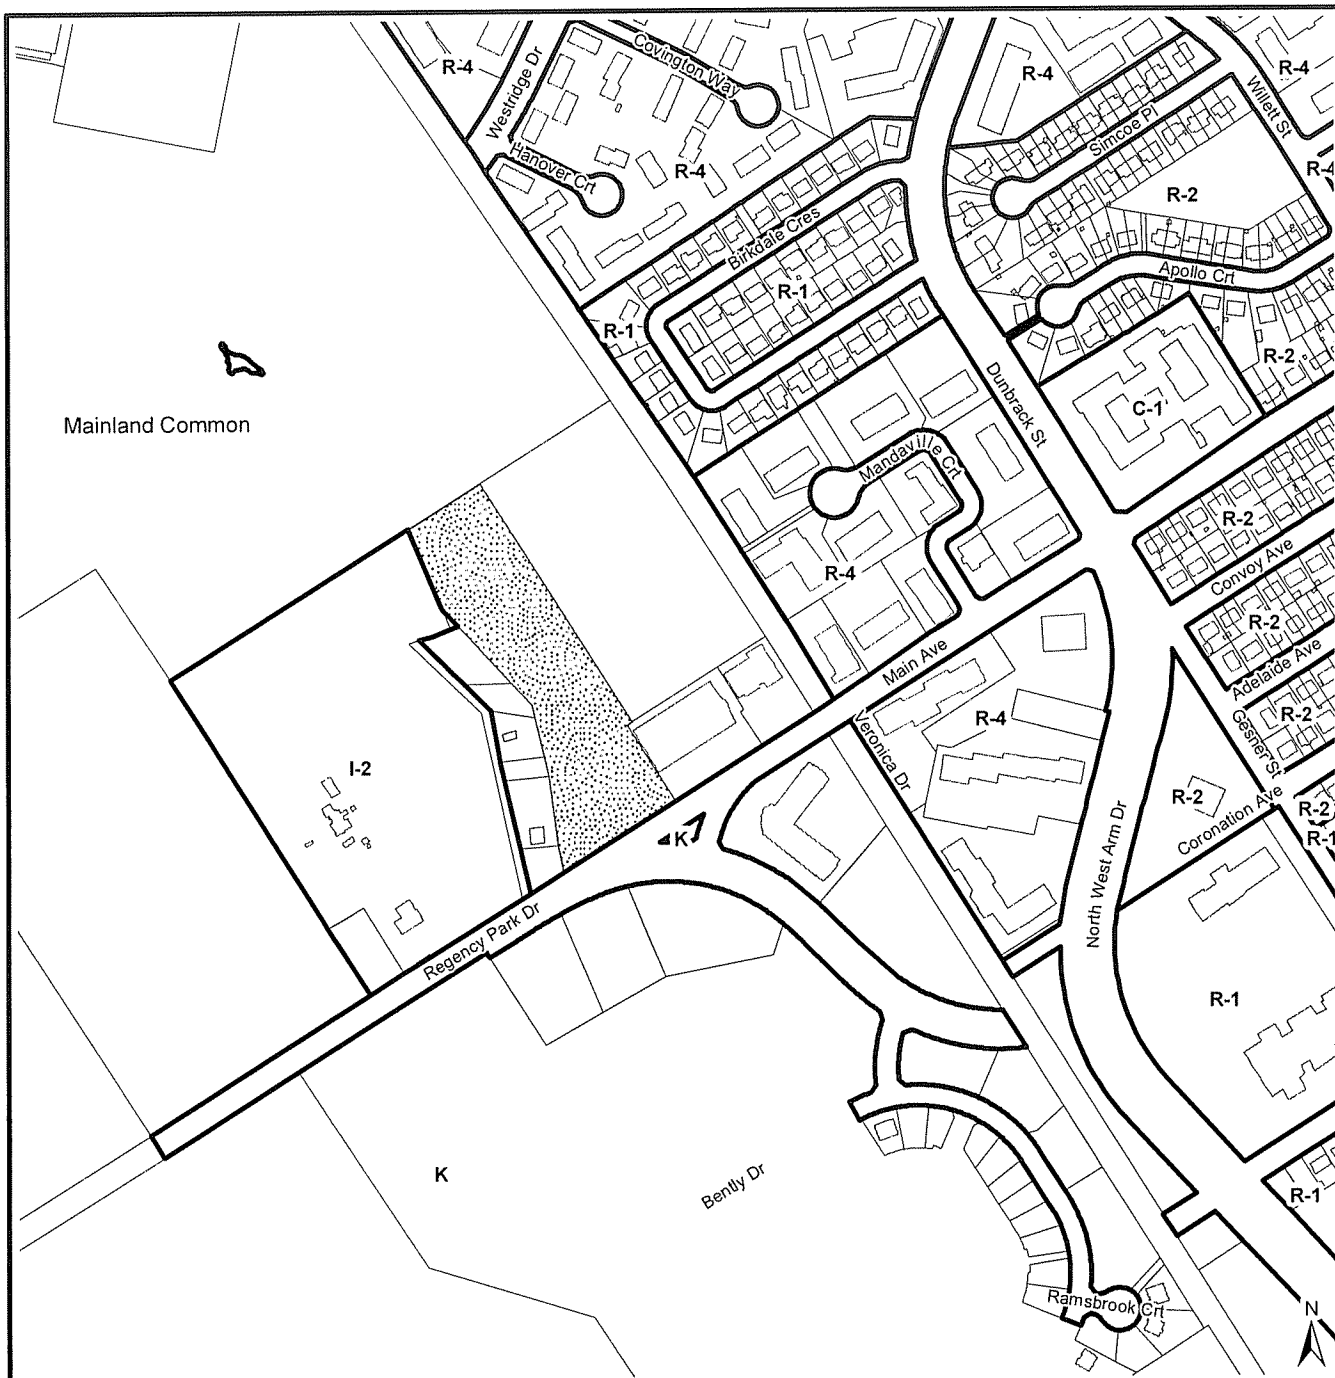 Covington Way
R-4
Westridge Dr
R-4
R-4
Willett St
Simcoe Pl
Hanover Crt
R-4
R-4
R-2
Birkdale Cres
Apollo Crt
R-1
R-1
R-2
Dunbrack St
C-1
Mainland Common
Mandaville Crt
R-2
Convoy Ave
R-4
R-2
Main Ave
Adelaide Ave
R-4
R-2
Veronica Dr
Gesner St
I-2
R-2
R-2
Coronation Ave
K
R-1
North West Arm Dr
Regency Park Dr
R-1
K
Bently Dr
R-1
Ramsbrook Crt
N